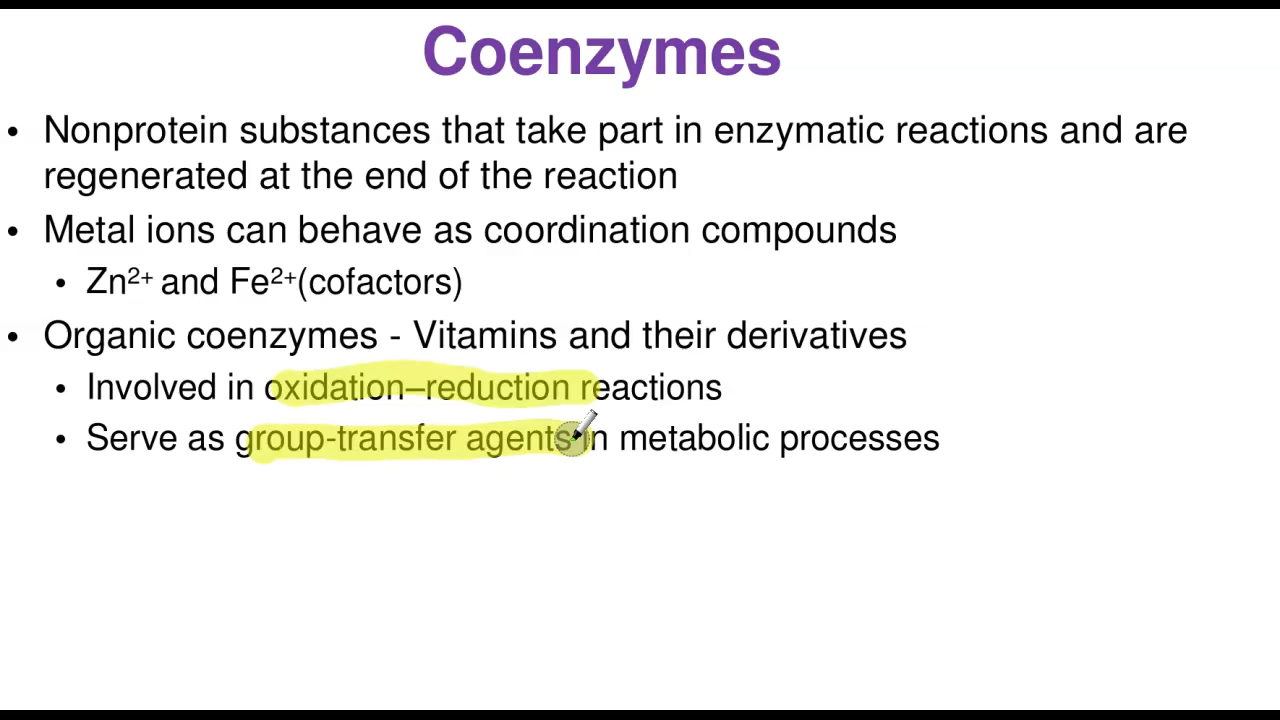 Coenzymes
• Nonprotein substances that take part in enzymatic reactions and are
regenerated at the end of the reaction
• Metal ions can behave as coordination compounds
• Zn²⁺ and Fe²⁺(cofactors)
• Organic coenzymes - Vitamins and their derivatives
• Involved in oxidation–reduction reactions
• Serve as group-transfer agents in metabolic processes